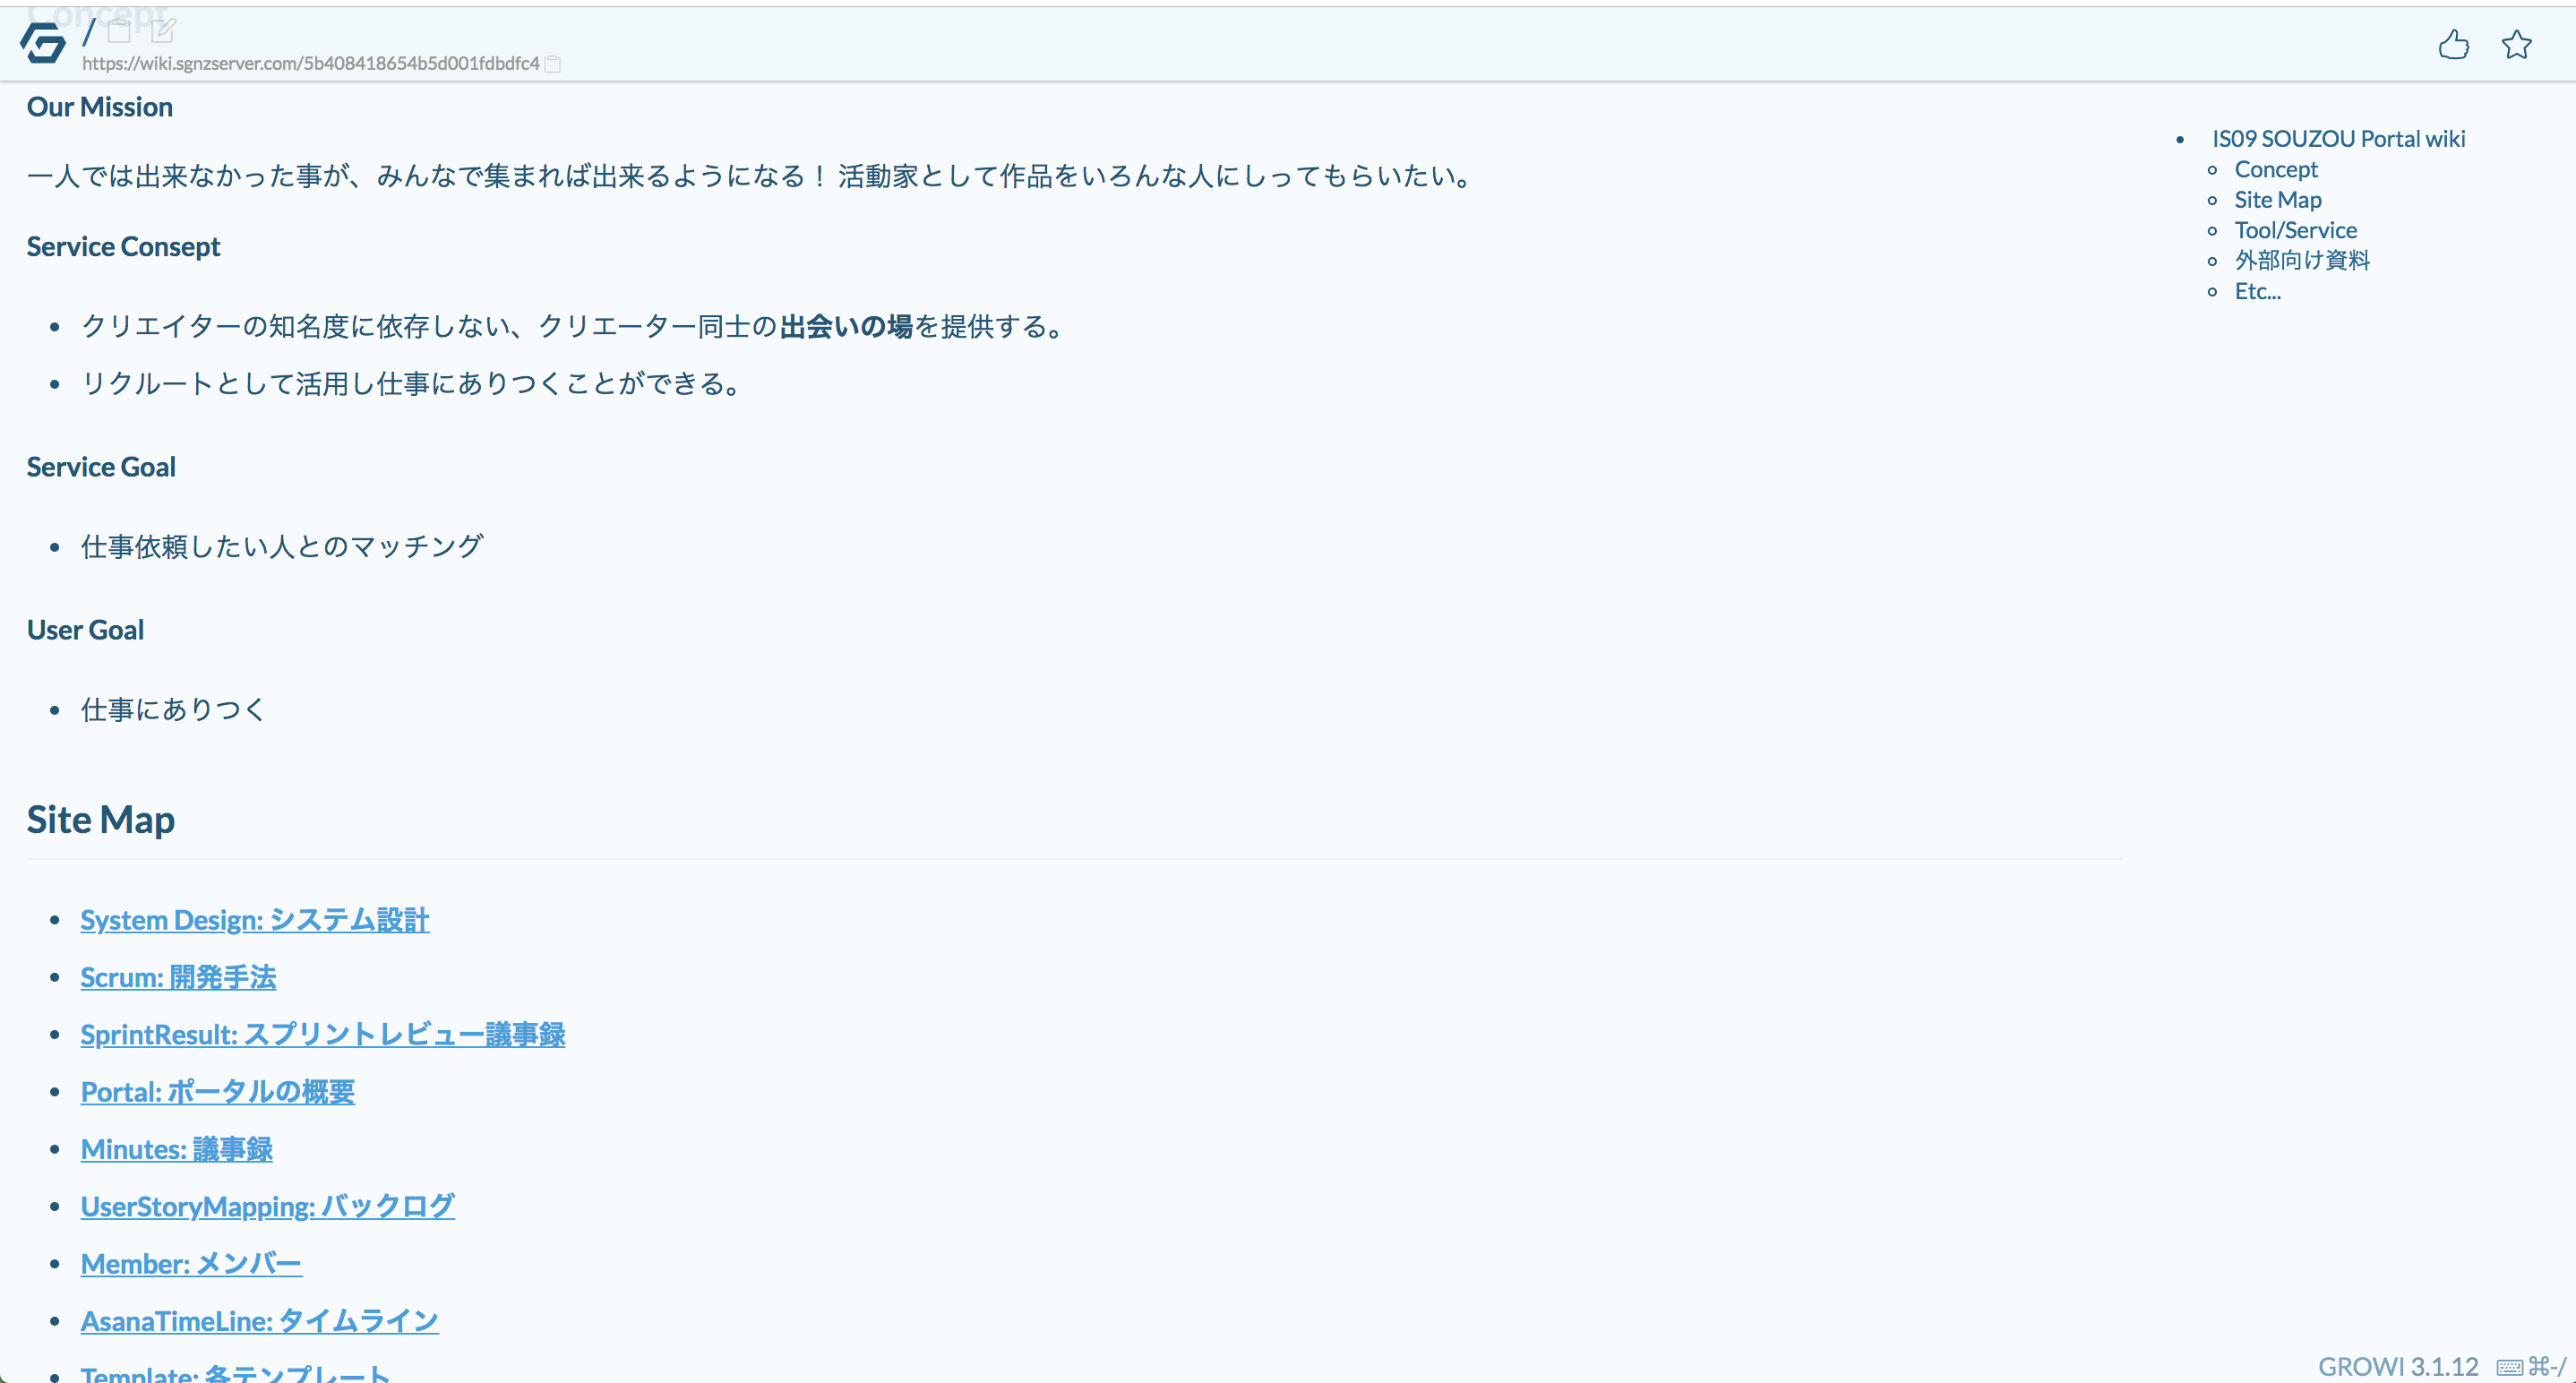 Concept
/
https://wiki.sgnzserver.com/5b408418654b5d001fdbdfc4
Our Mission
一人では出来なかった事が、みんなで集まれば出来るようになる！ 活動家として作品をいろんな人にしってもらいたい。
Service Consept
クリエイターの知名度に依存しない、クリエーター同士の出会いの場を提供する。
リクルートとして活用し仕事にありつくことができる。
Service Goal
仕事依頼したい人とのマッチング
User Goal
仕事にありつく
Site Map
System Design: システム設計
Scrum: 開発手法
SprintResult: スプリントレビュー議事録
Portal: ポータルの概要
Minutes: 議事録
UserStoryMapping: バックログ
Member: メンバー
AsanaTimeLine: タイムライン
Template: 各テンプレート
IS09 SOUZOU Portal wiki
Concept
Site Map
Tool/Service
外部向け資料
Etc...
GROWI 3.1.12 ⌘-/